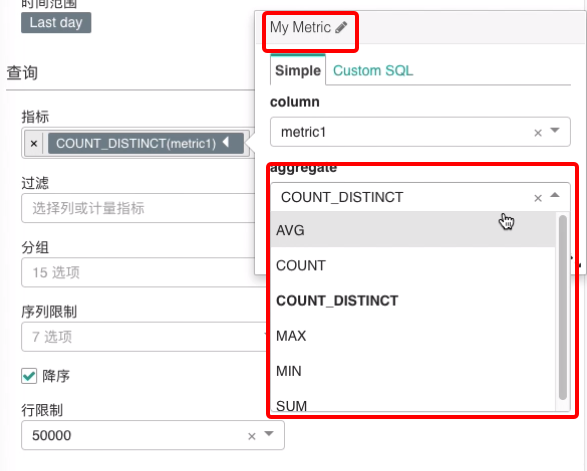 时间范围
Last day
查询
指标
× COUNT_DISTINCT(metric1)
过滤
选择列或计量指标
分组
15 选项
序列限制
7 选项
降序
行限制
50000 ×
My Metric
Simple Custom SQL
column
metric1 ×
aggregate
COUNT_DISTINCT ×
AVG
COUNT
COUNT_DISTINCT
MAX
MIN
SUM